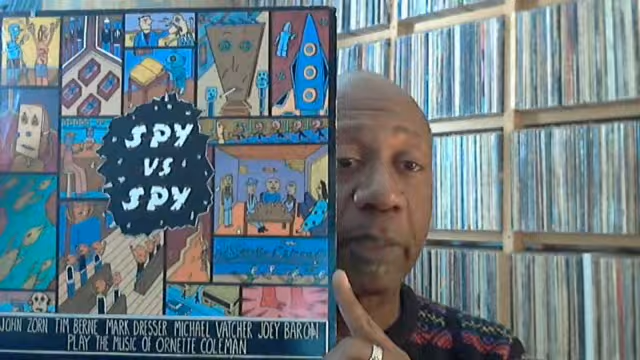 SPY
VS
SPY
JOHN ZORN TIM BERNE MARK DRESSER MICHAEL VATCHER JOEY BARON
PLAY THE MUSIC OF ORNETTE COLEMAN